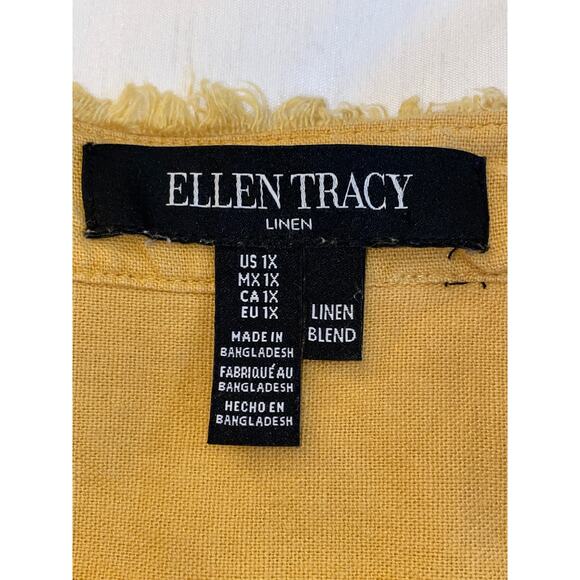 ELLEN TRACY
LINEN
US 1X
MX 1X
CA 1X
EU 1X
MADE IN
BANGLADESH
FABRIQUÉ AU
BANGLADESH
HECHO EN
BANGLADESH
LINEN
BLEND